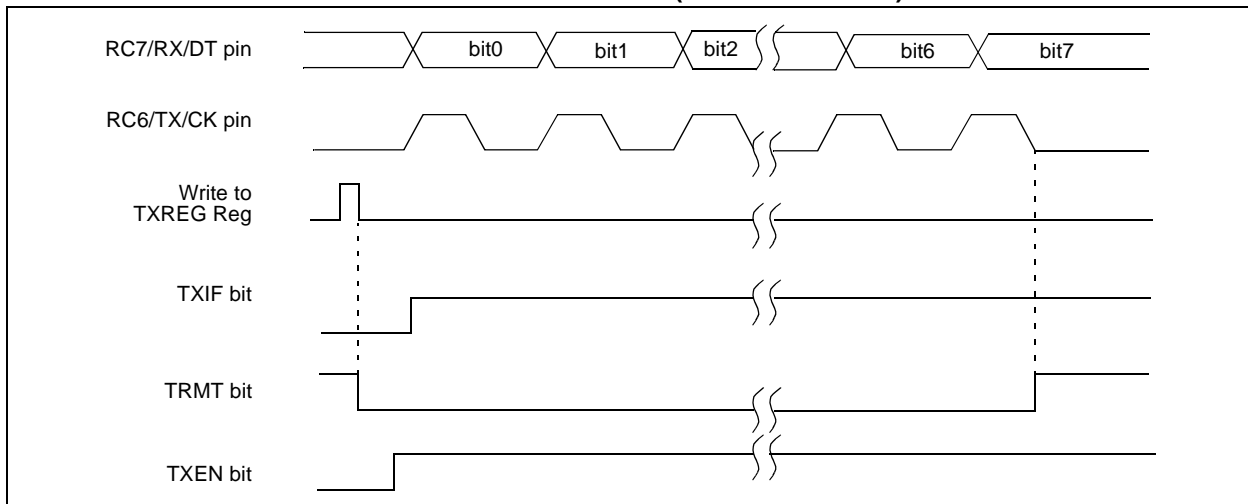 RC7/RX/DT pin
bit0 bit1 bit2 bit6 bit7
RC6/TX/CK pin
Write to
TXREG Reg
TXIF bit
TRMT bit
TXEN bit